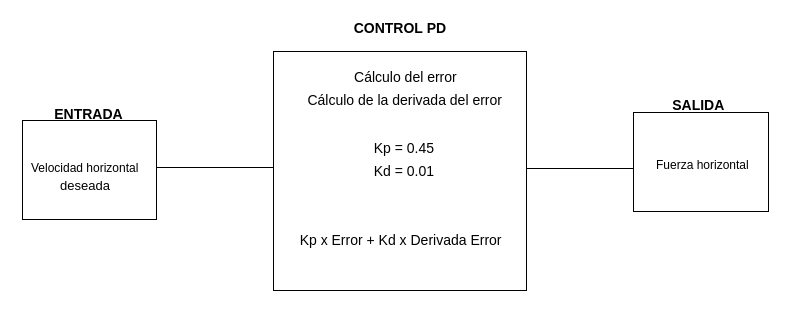 CONTROL PD
Cálculo del error
Cálculo de la derivada del error
Kp = 0.45
Kd = 0.01
Kp x Error + Kd x Derivada Error
ENTRADA
Velocidad horizontal
deseada
SALIDA
Fuerza horizontal